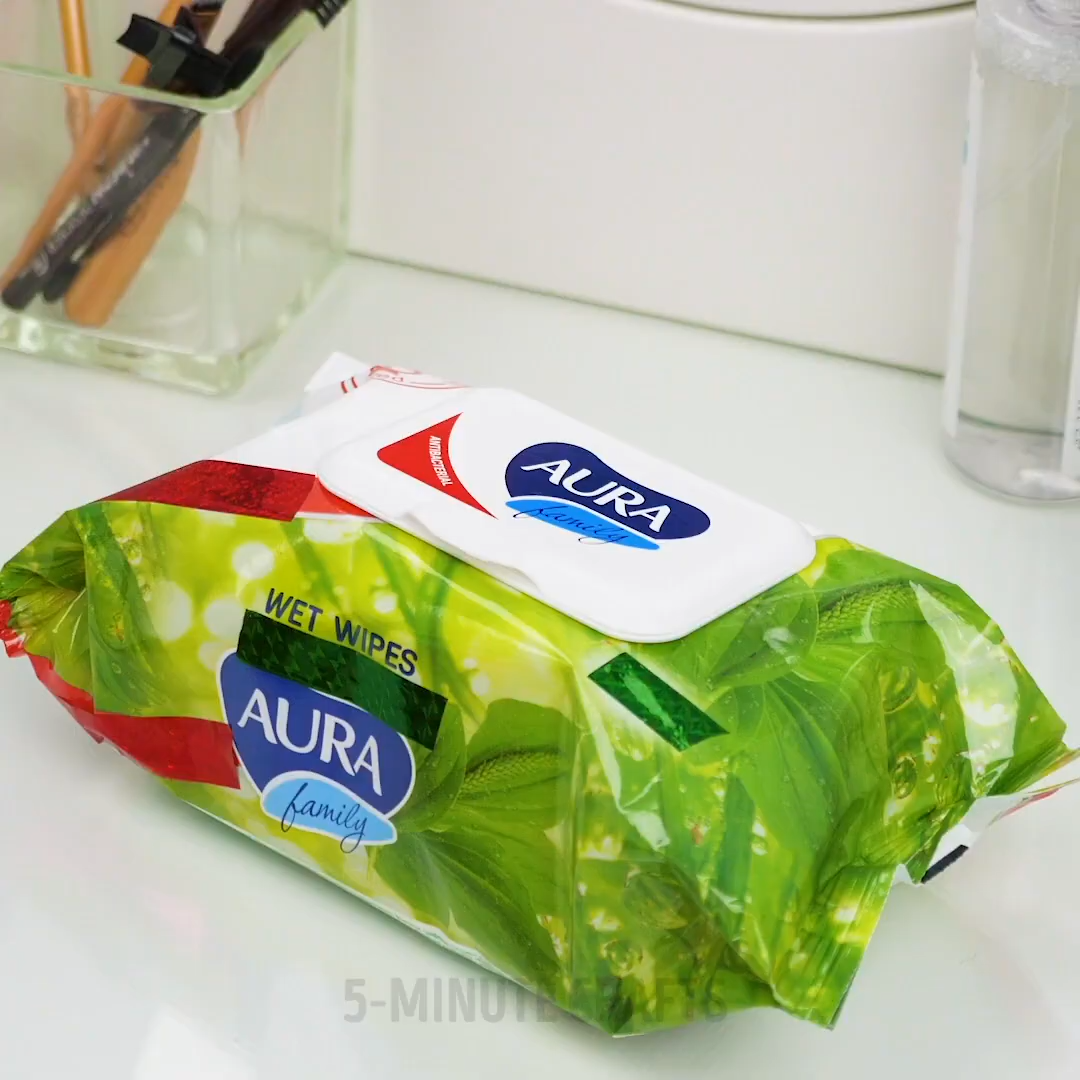 ANTIBACTERIAL
AURA
family
WET WIPES
AURA
family
5-MINUTE CRAFTS